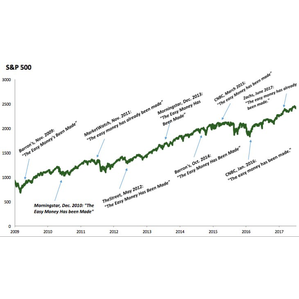 S&P 500
Barron's, Nov. 2009:
"The Easy Money's Been Made"
MarketWatch, Nov. 2011:
"The easy money has already been made"
Morningstar, Dec. 2013:
"The Easy Money Has
Been Made"
CNBC, March 2015:
"The Easy Money has been made"
Zachs, June 2017:
"The easy money has already
been made"
Morningstar, Dec. 2010: "The
Easy Money Has been Made"
TheStreet, May 2012:
"The Easy Money Has Been Made"
Barron's, Oct. 2014:
"The Easy Money Has Been Made"
CNBC, Jan. 2016:
"The easy money has been made."
3000
2500
2000
1500
1000
500
0
2009
2010
2011
2012
2013
2014
2015
2016
2017